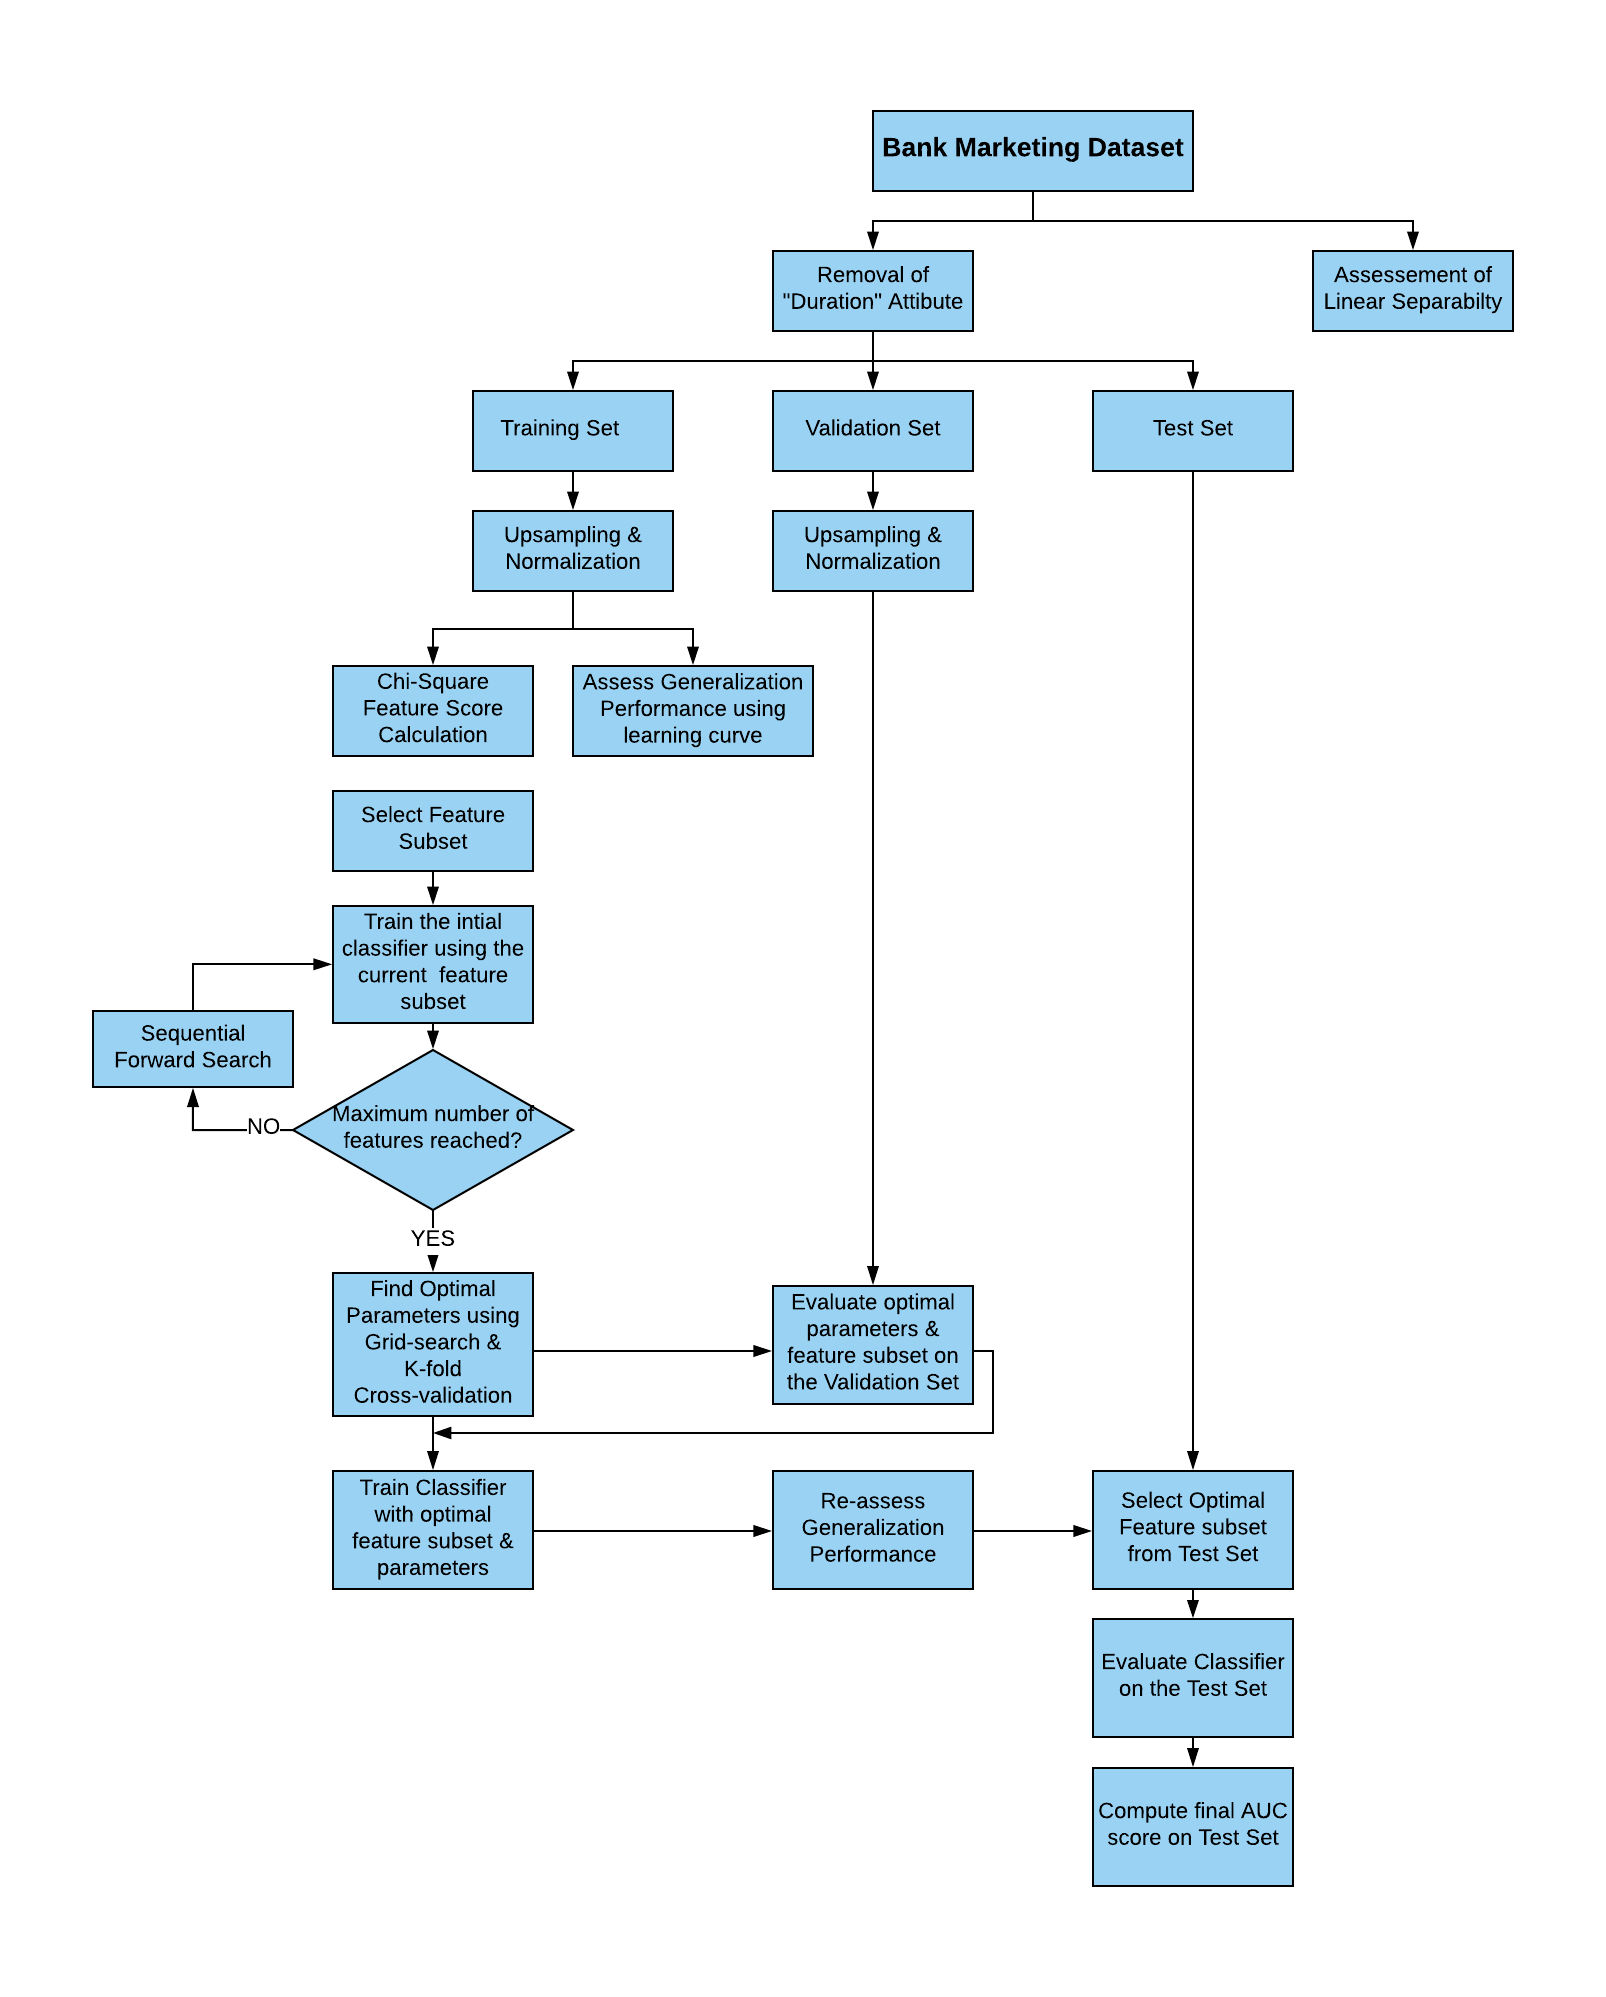 Bank Marketing Dataset
Removal of
"Duration" Attibute
Assessement of
Linear Separabilty
Training Set
Validation Set
Test Set
Upsampling &
Normalization
Upsampling &
Normalization
Chi-Square
Feature Score
Calculation
Assess Generalization
Performance using
learning curve
Select Feature
Subset
Train the intial
classifier using the
current feature
subset
Sequential
Forward Search
NO
Maximum number of
features reached?
YES
Find Optimal
Parameters using
Grid-search &
K-fold
Cross-validation
Evaluate optimal
parameters &
feature subset on
the Validation Set
Train Classifier
with optimal
feature subset &
parameters
Re-assess
Generalization
Performance
Select Optimal
Feature subset
from Test Set
Evaluate Classifier
on the Test Set
Compute final AUC
score on Test Set